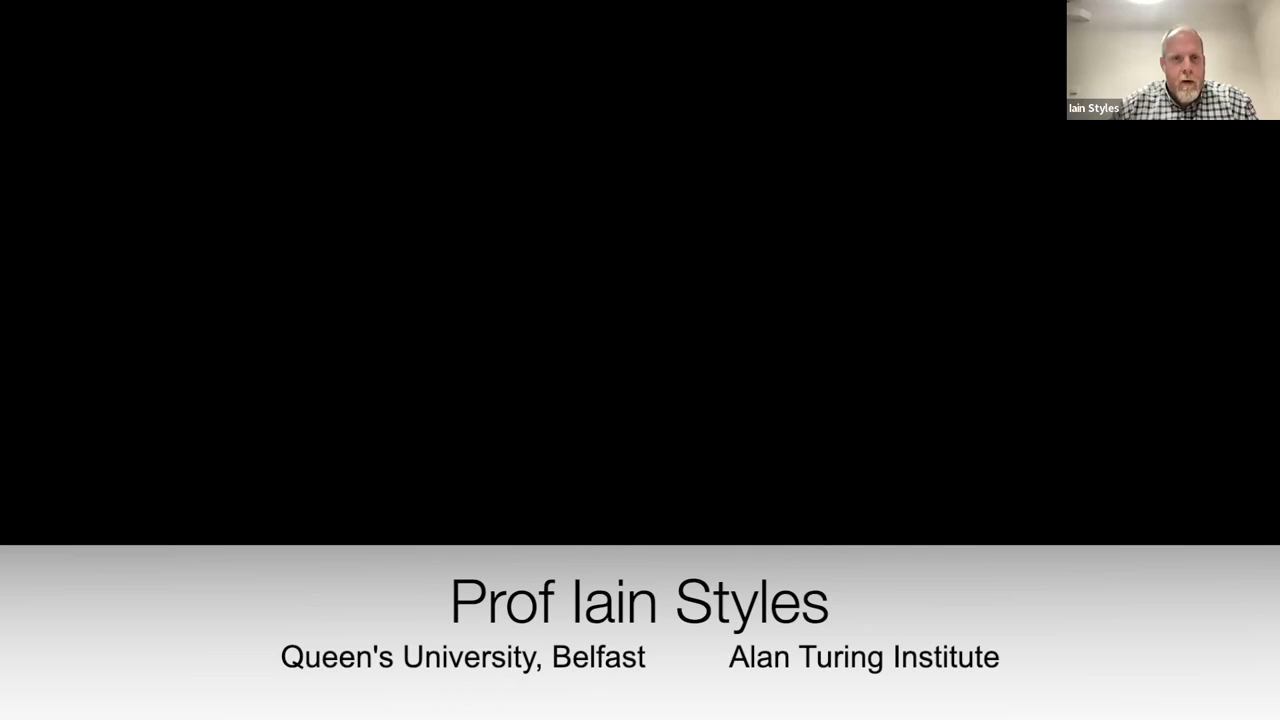 Iain Styles
Prof Iain Styles
Queen's University, Belfast Alan Turing Institute